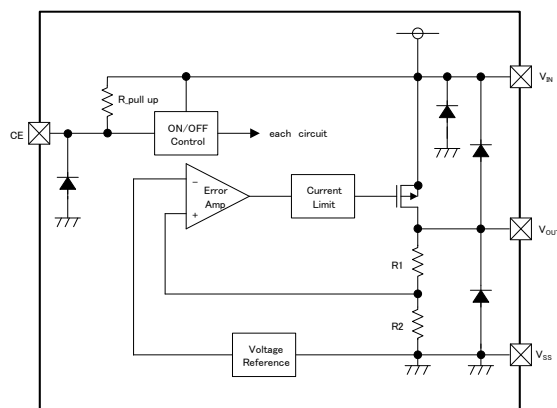 R_pull up
V_IN
CE
ON/OFF
Control
each circuit
−
+
Error
Amp
Current
Limit
V_OUT
R1
R2
Voltage
Reference
V_SS